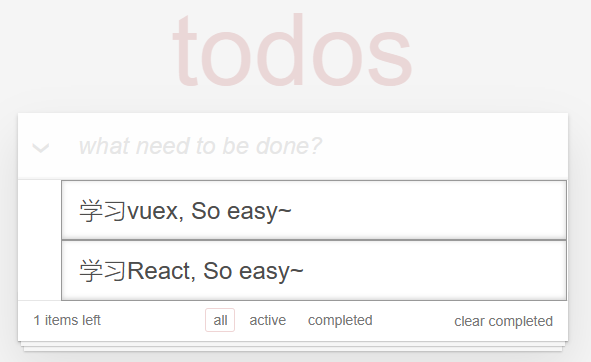 todos
what need to be done?
学习vuex, So easy~
学习React, So easy~
1 items left all active completed clear completed